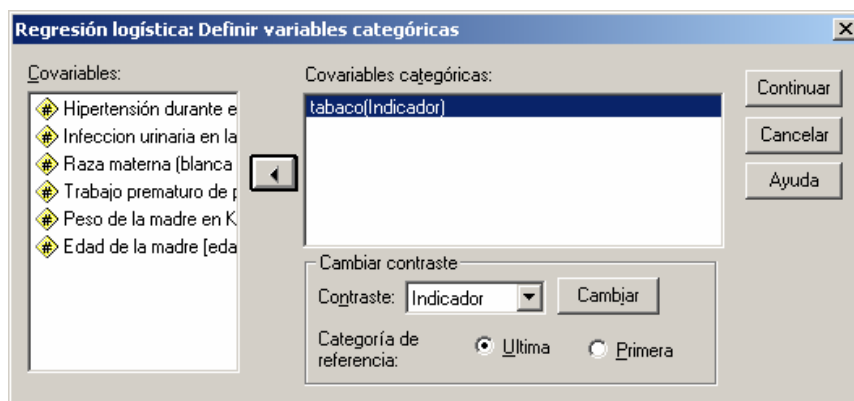 Regresión logística: Definir variables categóricas
Covariables:
Hipertensión durante e
Infeccion urinaria en la
Raza materna (blanca
Trabajo prematuro de p
Peso de la madre en K
Edad de la madre [eda
Covariables categóricas:
tabaco(Indicador)
Cambiar contraste
Contraste: Indicador Cambiar
Categoría de referencia: Ultima Primera
Continuar
Cancelar
Ayuda